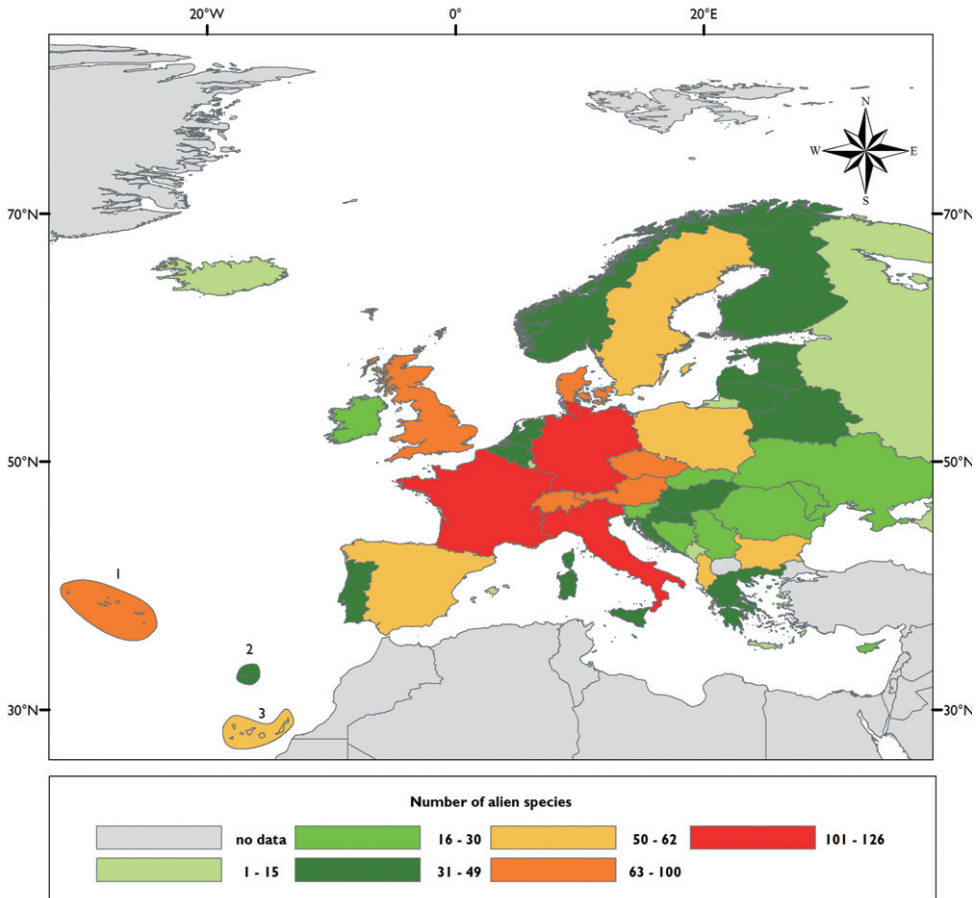 20°W 0° 20°E
N
W E
S
70°N 70°N
50°N 50°N
1
2
3
30°N 30°N
Number of alien species
no data 16 - 30 50 - 62 101 - 126
1 - 15 31 - 49 63 - 100